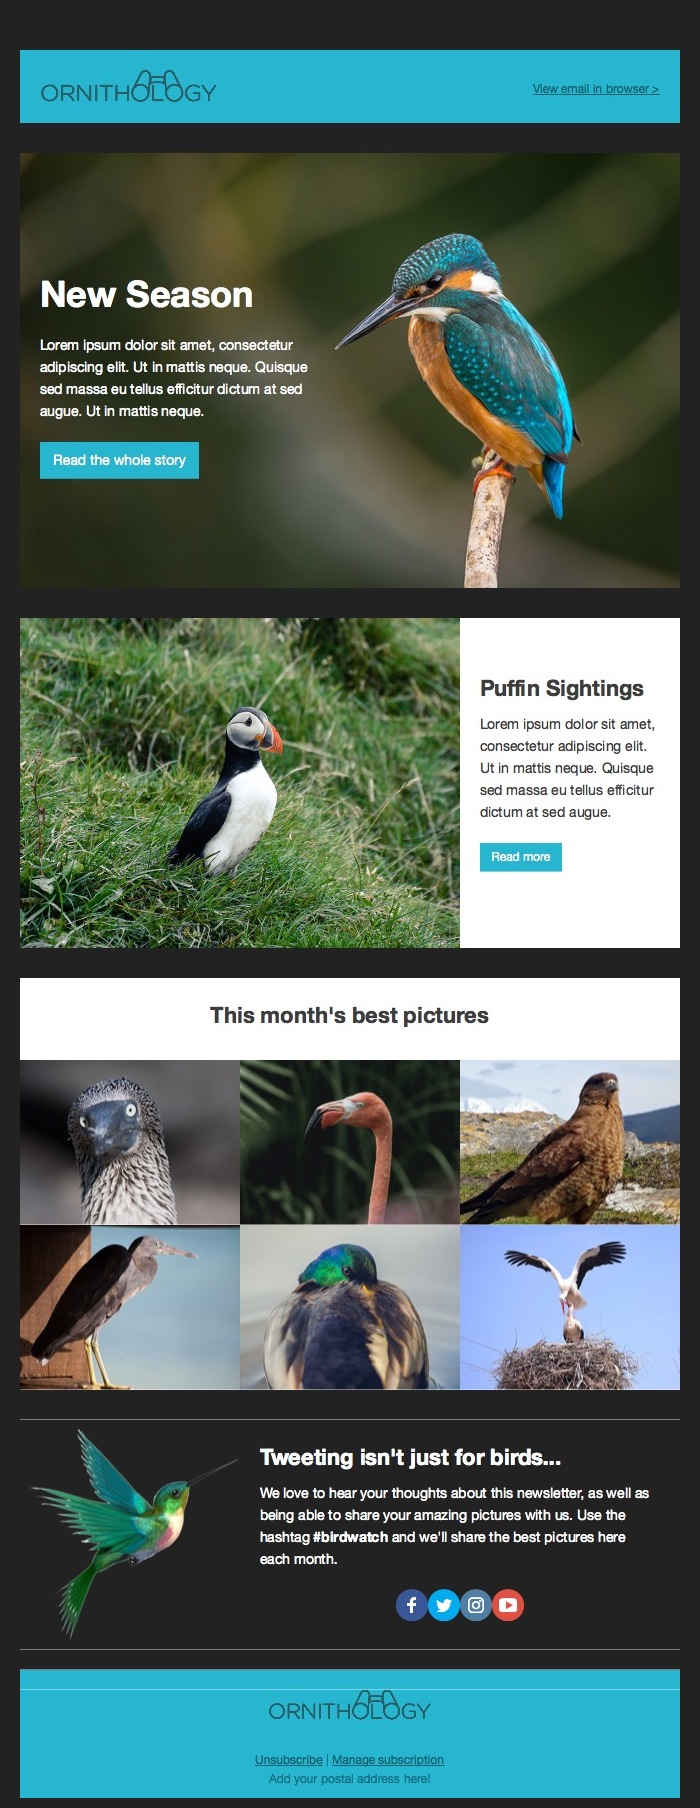 ORNITHOLOGY
View email in browser >
New Season
Lorem ipsum dolor sit amet, consectetur
adipiscing elit. Ut in mattis neque. Quisque
sed massa eu tellus efficitur dictum at sed
augue. Ut in mattis neque.
Read the whole story
Puffin Sightings
Lorem ipsum dolor sit amet,
consectetur adipiscing elit.
Ut in mattis neque. Quisque
sed massa eu tellus efficitur
dictum at sed augue.
Read more
This month's best pictures
Tweeting isn't just for birds...
We love to hear your thoughts about this newsletter, as well as
being able to share your amazing pictures with us. Use the
hashtag #birdwatch and we'll share the best pictures here
each month.
ORNITHOLOGY
Unsubscribe | Manage subscription
Add your postal address here!